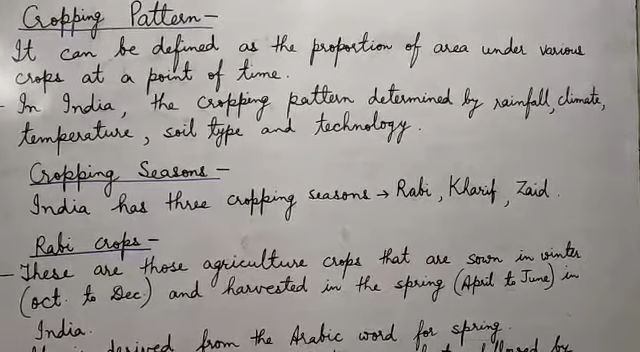 Cropping Pattern -
It can be defined as the proportion of area under various
crops at a point of time.
- In India, the cropping pattern determined by rainfall, climate,
temperature, soil type and technology.
Cropping Seasons -
India has three cropping seasons → Rabi, Kharif, Zaid.
Rabi crops -
- These are those agriculture crops that are sown in winter
(oct. to Dec) and harvested in the spring (April to June) in
India.
derived from the Arabic word for spring.
by